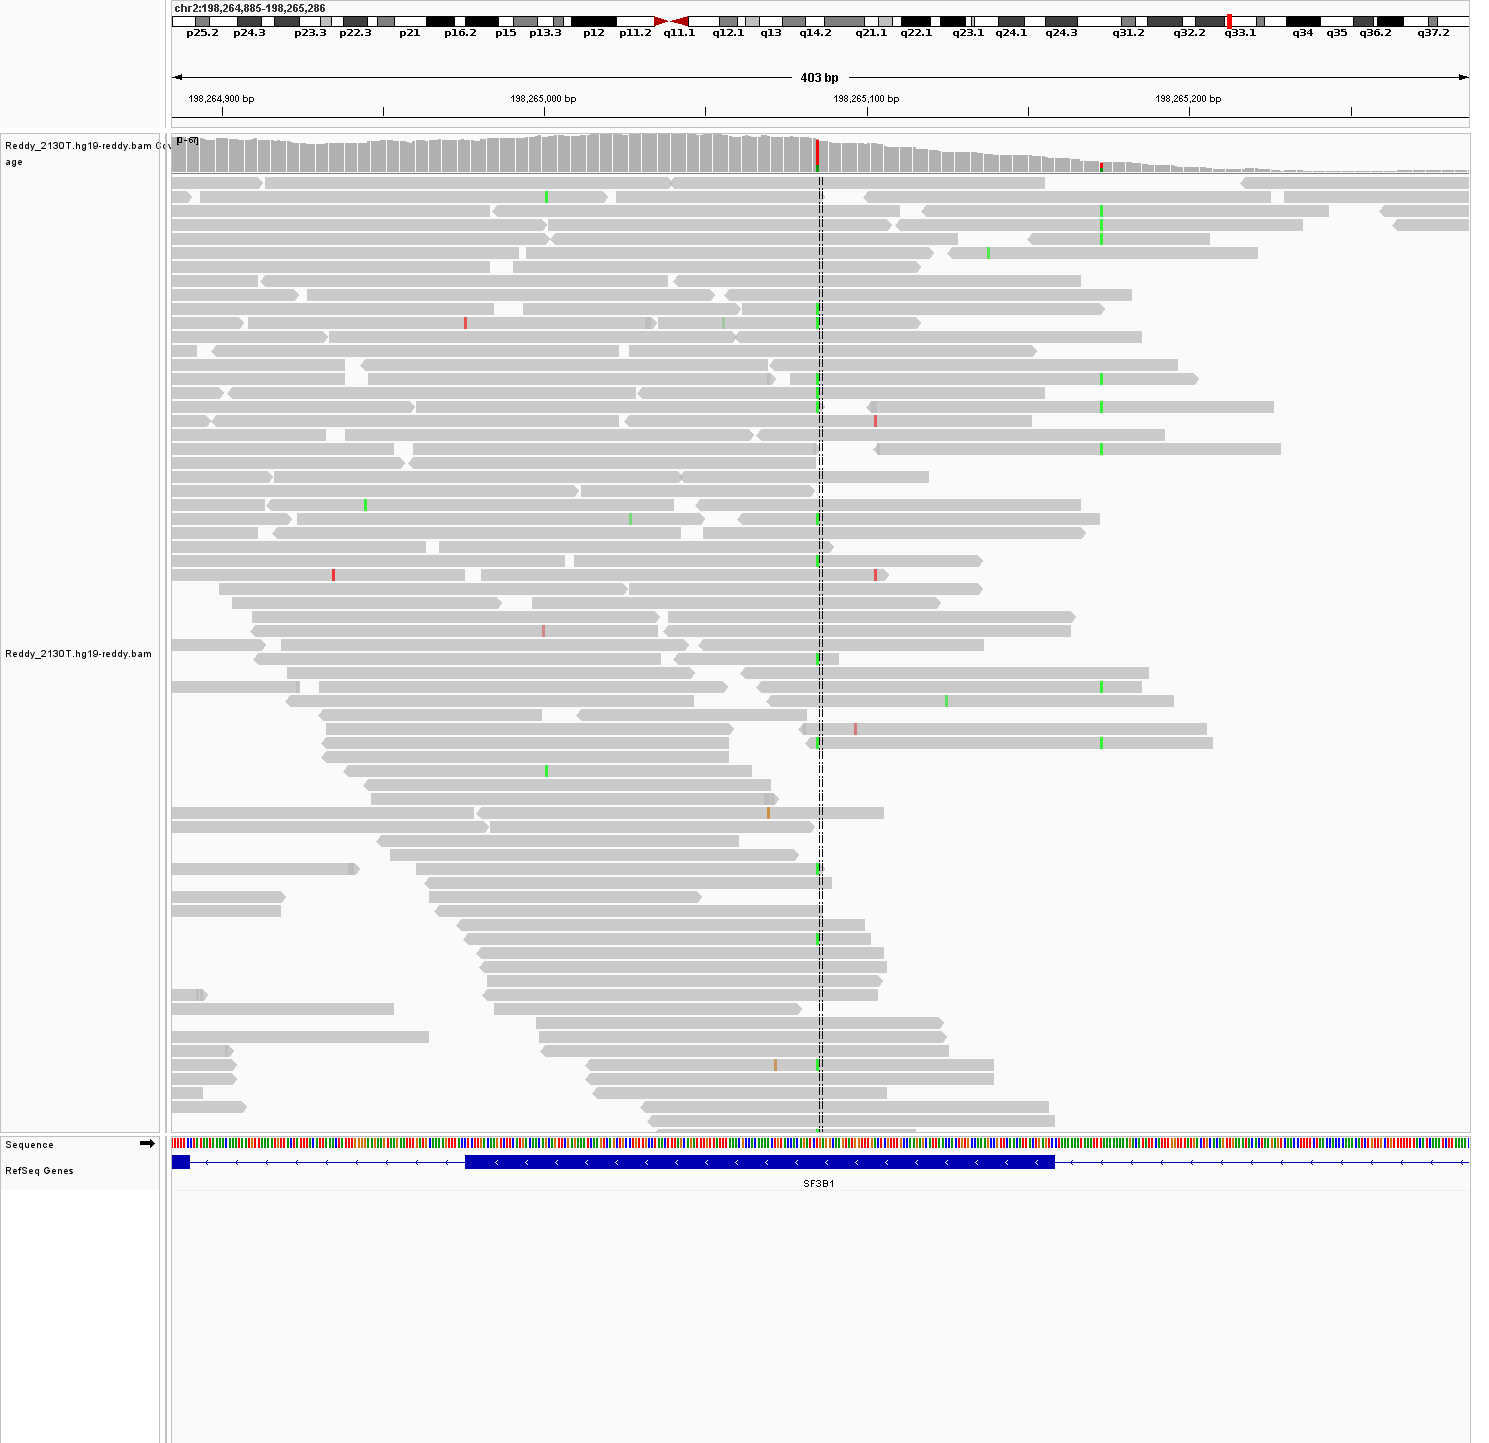 chr2:198,264,885-198,265,286
p25.2 p24.3 p23.3 p22.3 p21 p16.2 p15 p13.3 p12 p11.2 q11.1 q12.1 q13 q14.2 q21.1 q22.1 q23.1 q24.1 q24.3 q31.2 q32.2 q33.1 q34 q35 q36.2 q37.2
403 bp
198,264,900 bp 198,265,000 bp 198,265,100 bp 198,265,200 bp
[0 - 67]
Reddy_2130T.hg19-reddy.bam Cov
age
Reddy_2130T.hg19-reddy.bam
Sequence
RefSeq Genes
SF3B1